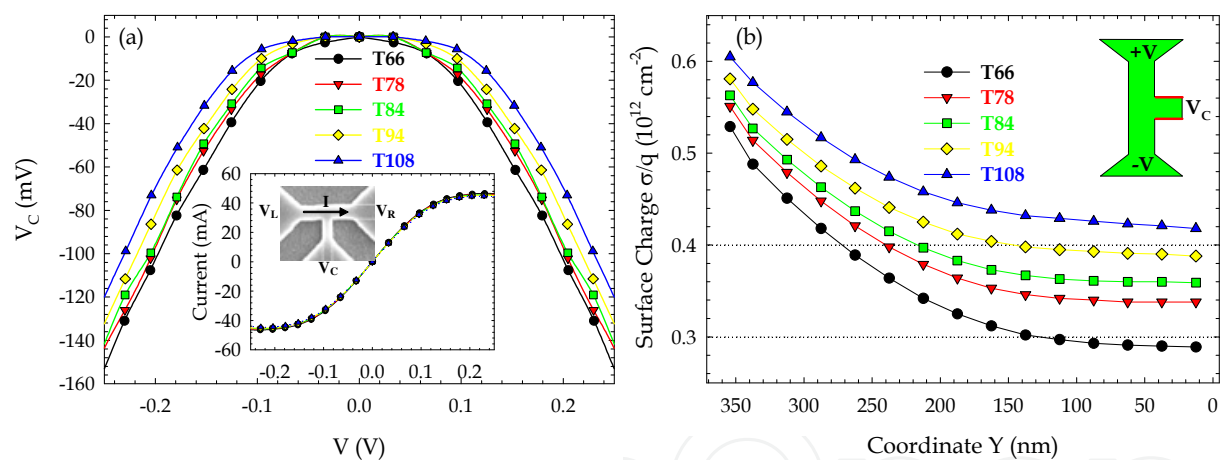 (a)
T66
T78
T84
T94
T108
0
-20
-40
-60
-80
-100
-120
-140
-160
V_C (mV)
-0.2
-0.1
0.0
0.1
0.2
V (V)
60
40
20
0
-20
-40
-60
Current (mA)
-0.2
-0.1
0.0
0.1
0.2
V_L
I
V_R
V_C
(b)
T66
T78
T84
T94
T108
+V
V_C
-V
0.6
0.5
0.4
0.3
Surface Charge σ/q (10^12 cm^-2)
350
300
250
200
150
100
50
0
Coordinate Y (nm)